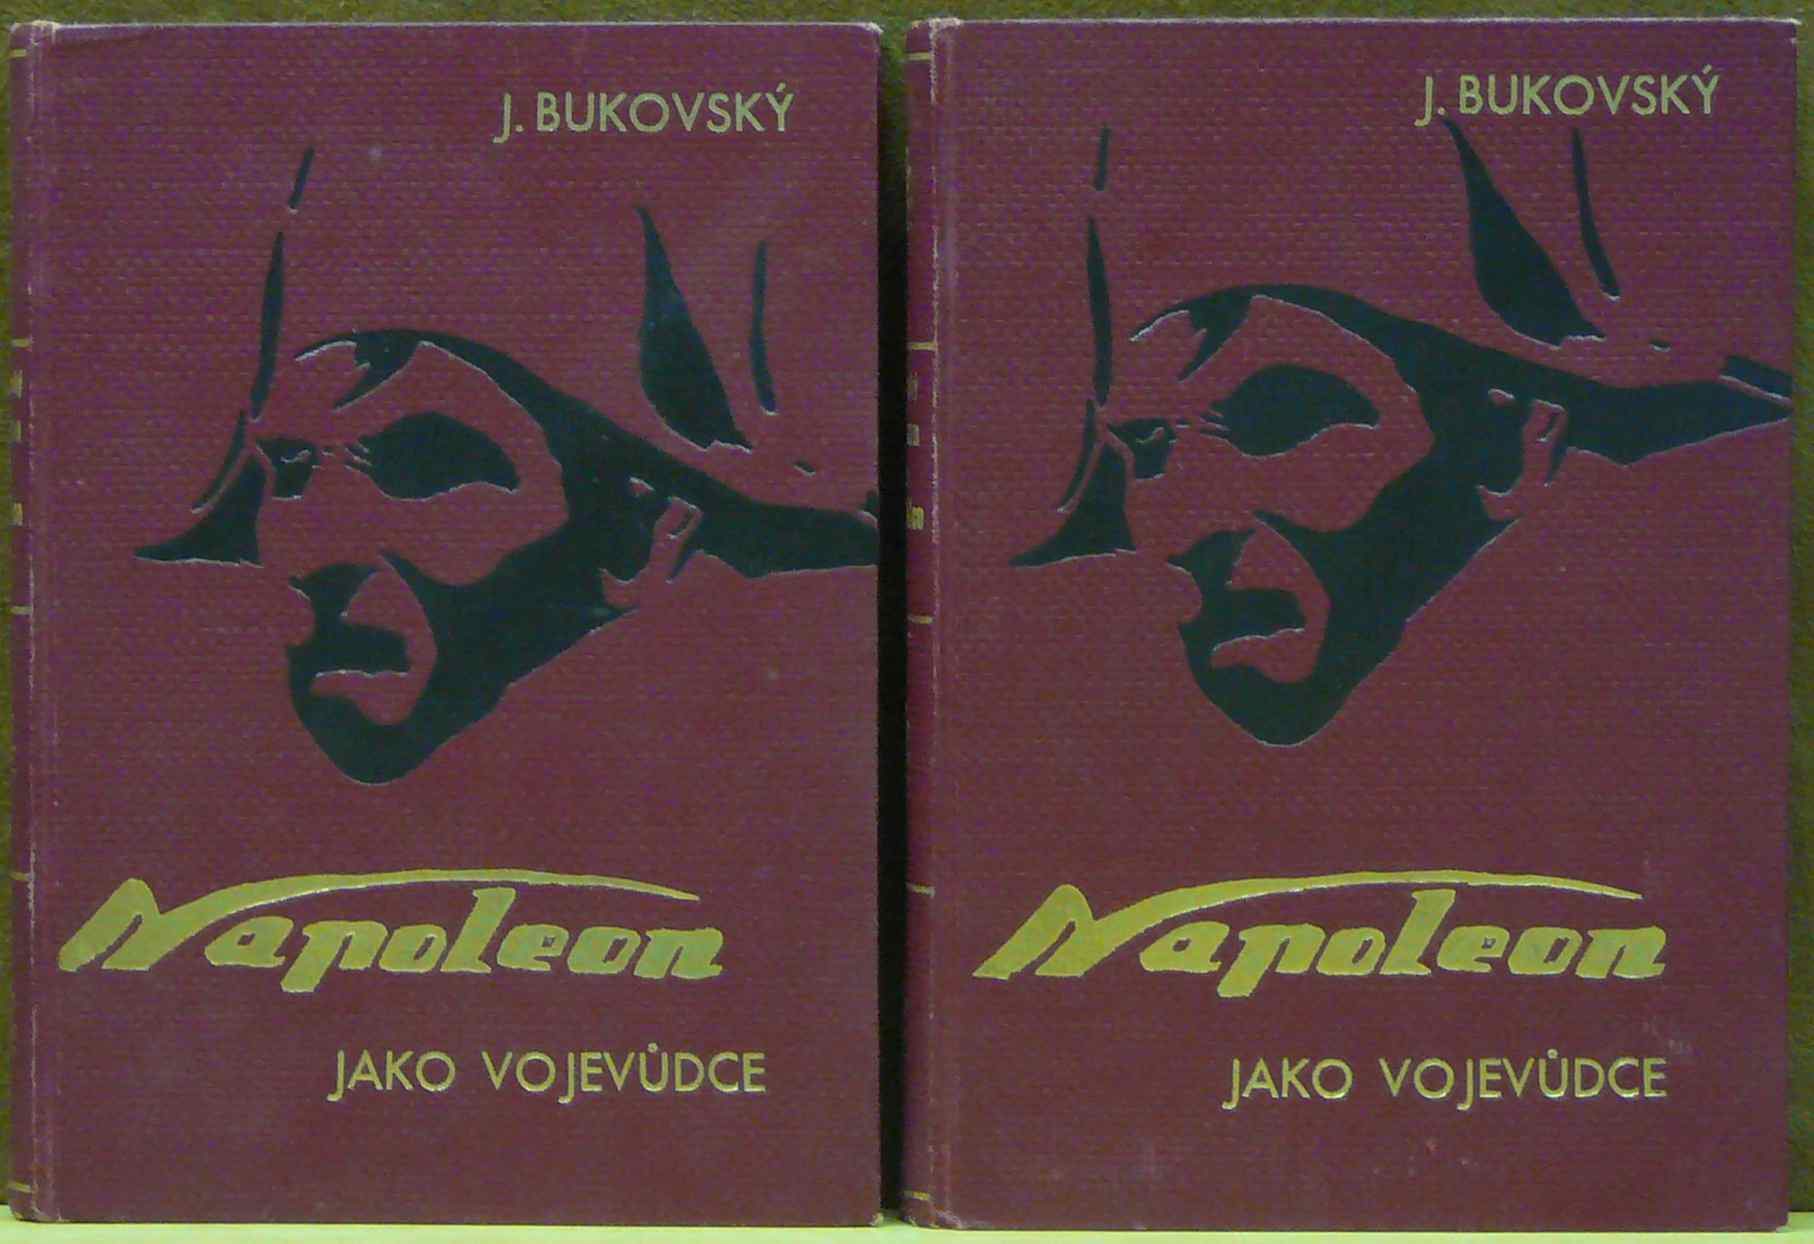 J. BUKOVSKÝ
Napoleon
JAKO VOJEVŮDCE
J. BUKOVSKÝ
Napoleon
JAKO VOJEVŮDCE